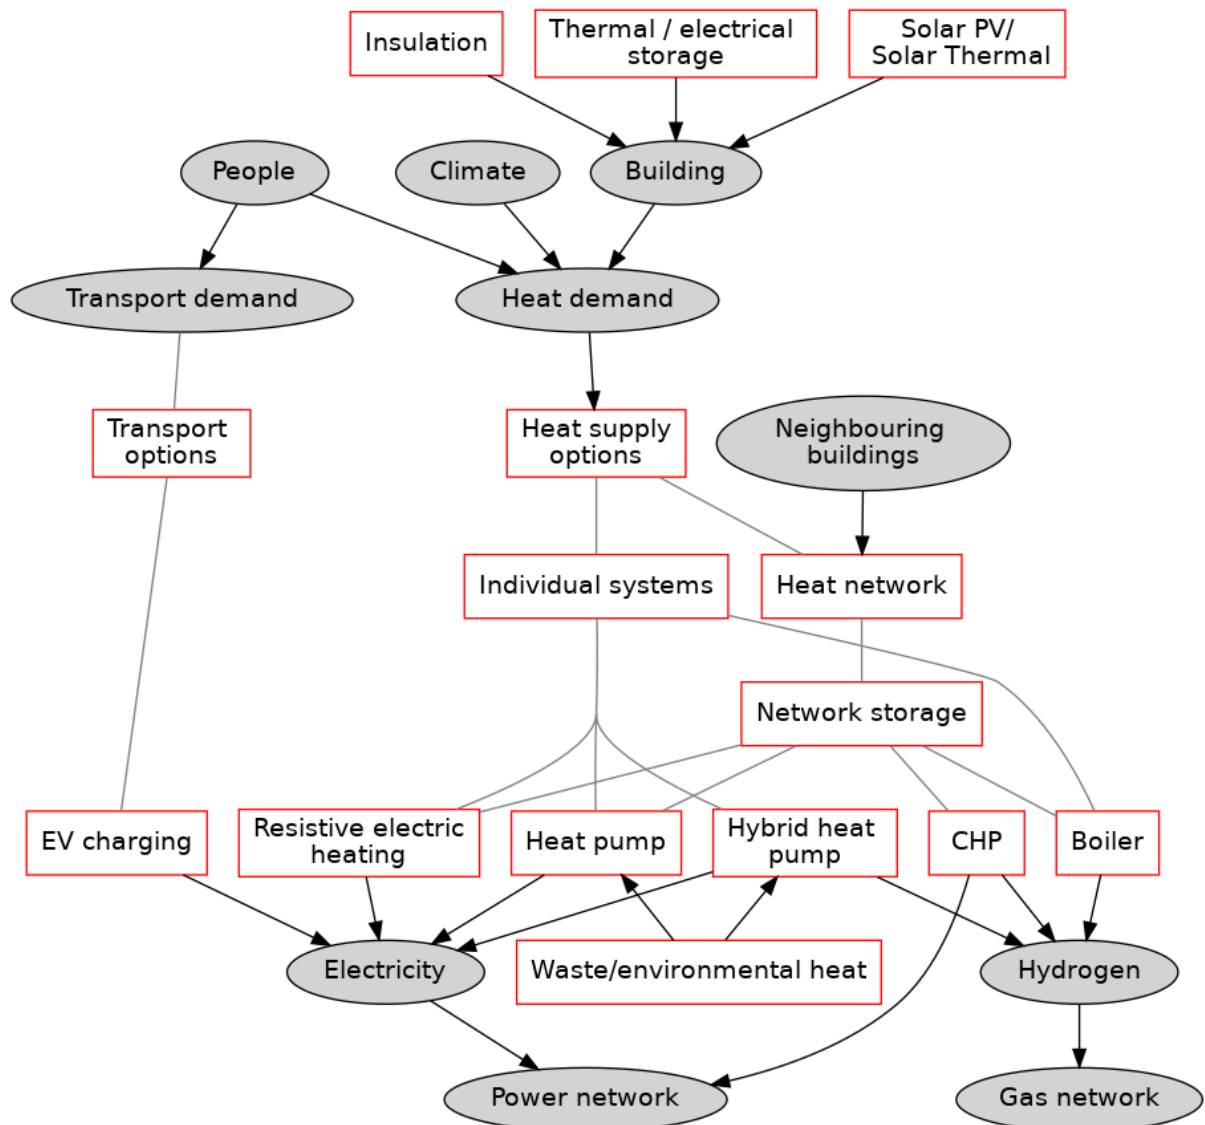 Insulation
Thermal / electrical
storage
Solar PV/
Solar Thermal
People
Climate
Building
Transport demand
Heat demand
Transport
options
Heat supply
options
Neighbouring
buildings
Individual systems
Heat network
Network storage
EV charging
Resistive electric
heating
Heat pump
Hybrid heat
pump
CHP
Boiler
Electricity
Waste/environmental heat
Hydrogen
Power network
Gas network